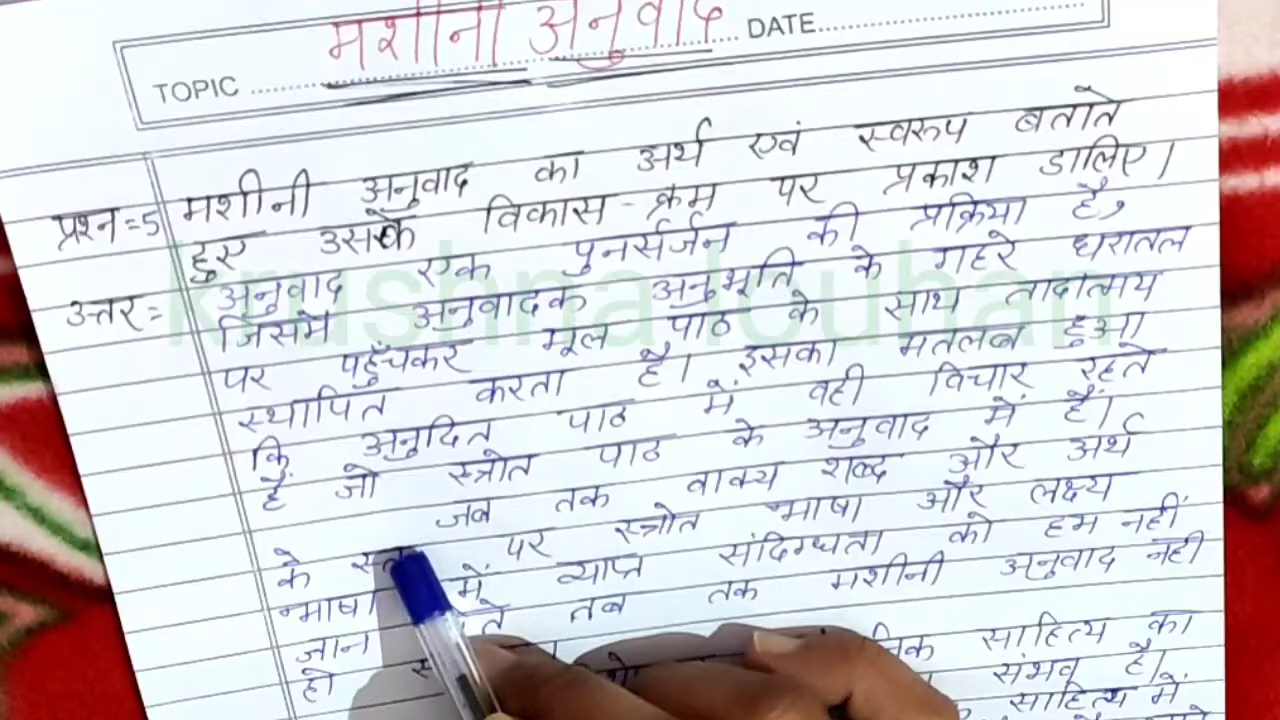 मशीनी अनुवाद
TOPIC DATE
प्रश्न=5 मशीनी अनुवाद का अर्थ एवं स्वरूप बताते
हुए उसके विकास-क्रम पर प्रकाश डालिए।
उत्तर:= अनुवाद एक पुनर्सर्जन की प्रक्रिया है,
जिसमें अनुवादक अनुभूति के गहरे धरातल
पर पहुँचकर मूल पाठ के साथ तादात्मय
स्थापित करता है। इसका मतलब हुआ
कि अनुदित पाठ में वही विचार रहते
हैं जो स्त्रोत पाठ के अनुवाद में हैं।
जब तक वाक्य शब्द और अर्थ
के पर स्त्रोत भाषा और लक्ष्य
भाषा में व्याप्त संदिग्धता को हम नहीं
जान तब तक मशीनी अनुवाद नही
हो साहित्य का
संभव है।
साहित्य में
krishna louhan